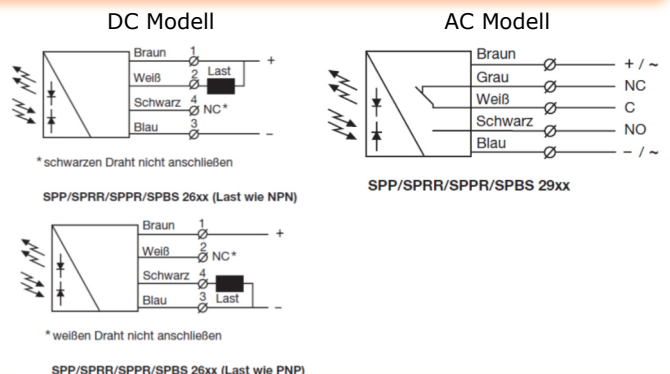 DC Modell
Braun 1 +
Weiß 2 Last
Schwarz 4 NC*
Blau 3 −
* schwarzen Draht nicht anschließen
SPP/SPRR/SPPR/SPBS 26xx (Last wie NPN)
Braun 1 +
Weiß 2 NC*
Schwarz 4
Blau 3 Last −
* weißen Draht nicht anschließen
SPP/SPRR/SPPR/SPBS 26xx (Last wie PNP)
AC Modell
Braun + / ~
Grau NC
Weiß C
Schwarz NO
Blau − / ~
SPP/SPRR/SPPR/SPBS 29xx